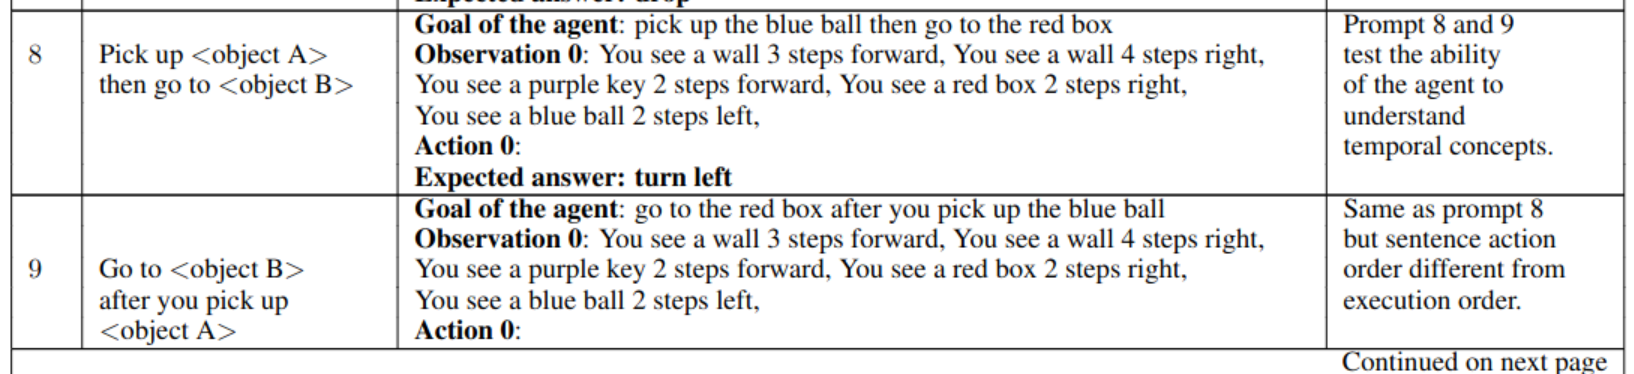 Expected answer: drop
8
Pick up <object A>
then go to <object B>
Goal of the agent: pick up the blue ball then go to the red box
Observation 0: You see a wall 3 steps forward, You see a wall 4 steps right,
You see a purple key 2 steps forward, You see a red box 2 steps right,
You see a blue ball 2 steps left,
Action 0:
Expected answer: turn left
Prompt 8 and 9
test the ability
of the agent to
understand
temporal concepts.
9
Go to <object B>
after you pick up
<object A>
Goal of the agent: go to the red box after you pick up the blue ball
Observation 0: You see a wall 3 steps forward, You see a wall 4 steps right,
You see a purple key 2 steps forward, You see a red box 2 steps right,
You see a blue ball 2 steps left,
Action 0:
Same as prompt 8
but sentence action
order different from
execution order.
Continued on next page